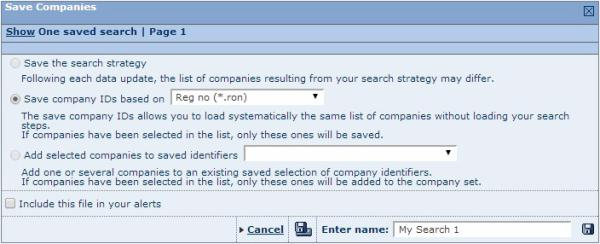 Save Companies
Show One saved search | Page 1
Save the search strategy
Following each data update, the list of companies resulting from your search strategy may differ.
Save company IDs based on Reg no (*.ron)
The save company IDs allows you to load systematically the same list of companies without loading your search
steps.
If companies have been selected in the list, only these ones will be saved.
Add selected companies to saved identifiers
Add one or several companies to an existing saved selection of company identifiers.
If companies have been selected in the list, only these ones will be added to the company set.
Include this file in your alerts
Cancel Enter name: My Search 1